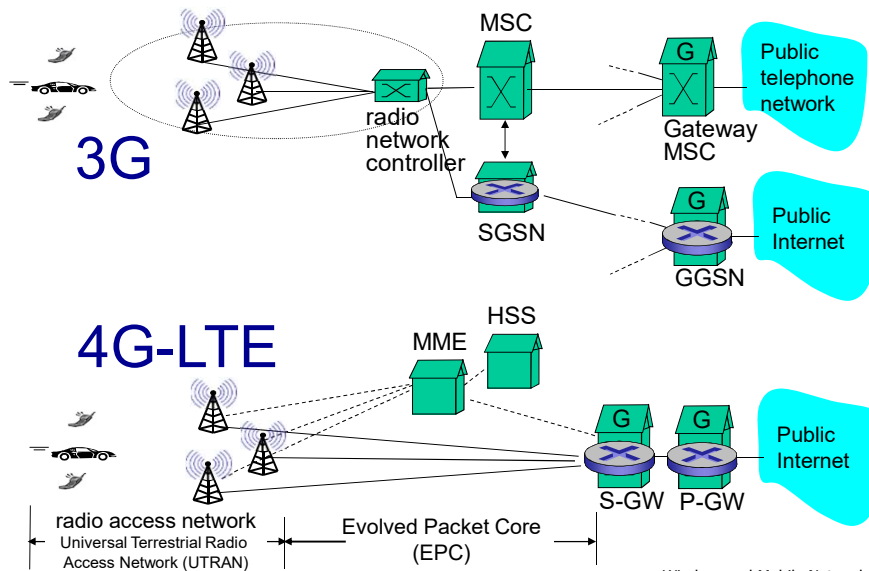 MSC
G
Public
telephone
network
radio
network
controller
Gateway
MSC
3G
SGSN
G
GGSN
Public
Internet
4G-LTE
MME
HSS
G
G
Public
Internet
S-GW
P-GW
radio access network
Universal Terrestrial Radio
Access Network (UTRAN)
Evolved Packet Core
(EPC)